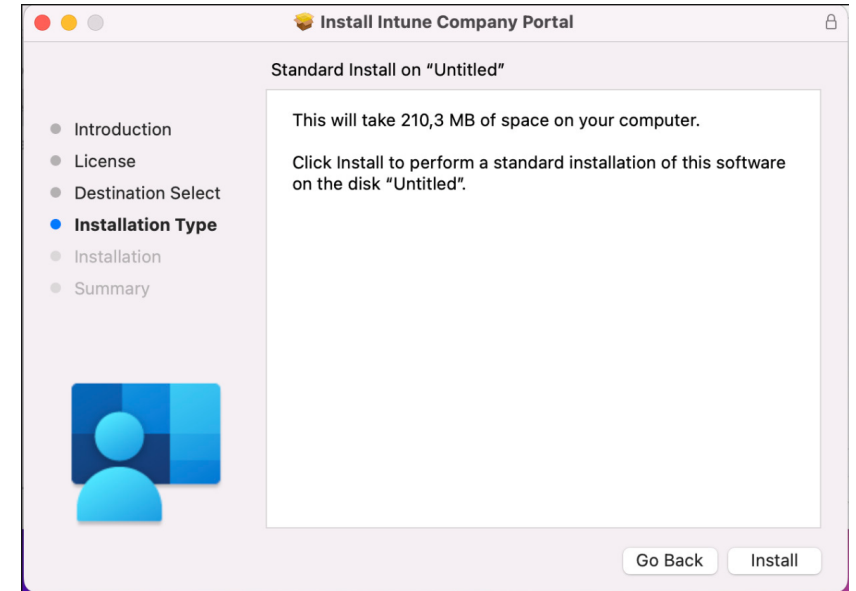 Install Intune Company Portal
Standard Install on “Untitled”
Introduction
License
Destination Select
Installation Type
Installation
Summary
This will take 210,3 MB of space on your computer.
Click Install to perform a standard installation of this software
on the disk “Untitled”.
Go Back
Install